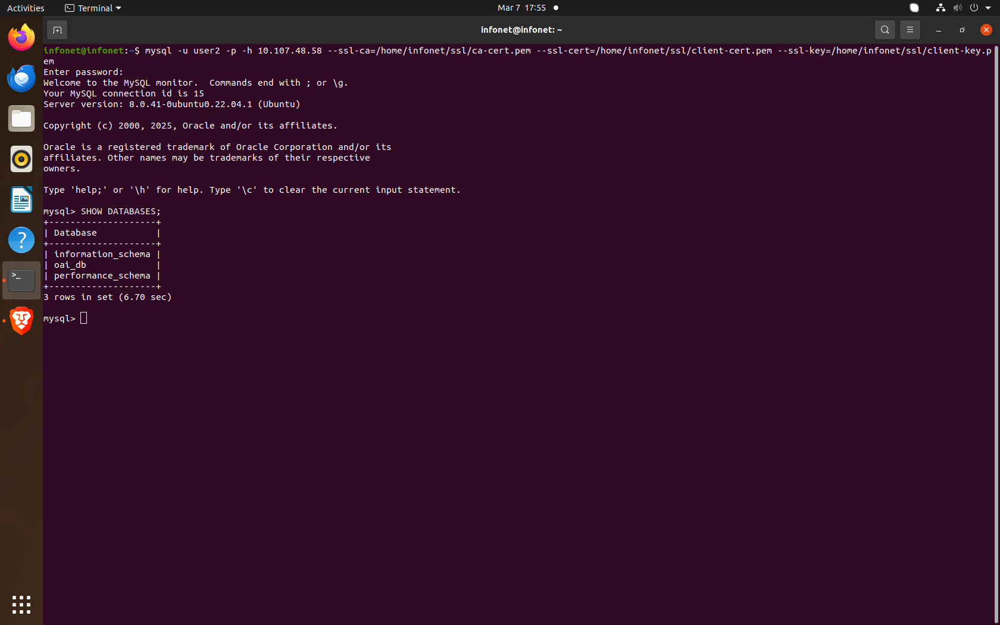 Activities
Terminal
Mar 7 17:55
infonet@infonet: ~
infonet@infonet:~$ mysql -u user2 -p -h 10.107.48.58 --ssl-ca=/home/infonet/ssl/ca-cert.pem --ssl-cert=/home/infonet/ssl/client-cert.pem --ssl-key=/home/infonet/ssl/client-key.p
em
Enter password:
Welcome to the MySQL monitor.  Commands end with ; or \g.
Your MySQL connection id is 15
Server version: 8.0.41-0ubuntu0.22.04.1 (Ubuntu)
Copyright (c) 2000, 2025, Oracle and/or its affiliates.
Oracle is a registered trademark of Oracle Corporation and/or its
affiliates. Other names may be trademarks of their respective
owners.
Type 'help;' or '\h' for help. Type '\c' to clear the current input statement.
mysql> SHOW DATABASES;
+--------------------+
| Database           |
+--------------------+
| information_schema |
| oai_db             |
| performance_schema |
+--------------------+
3 rows in set (6.70 sec)
mysql>